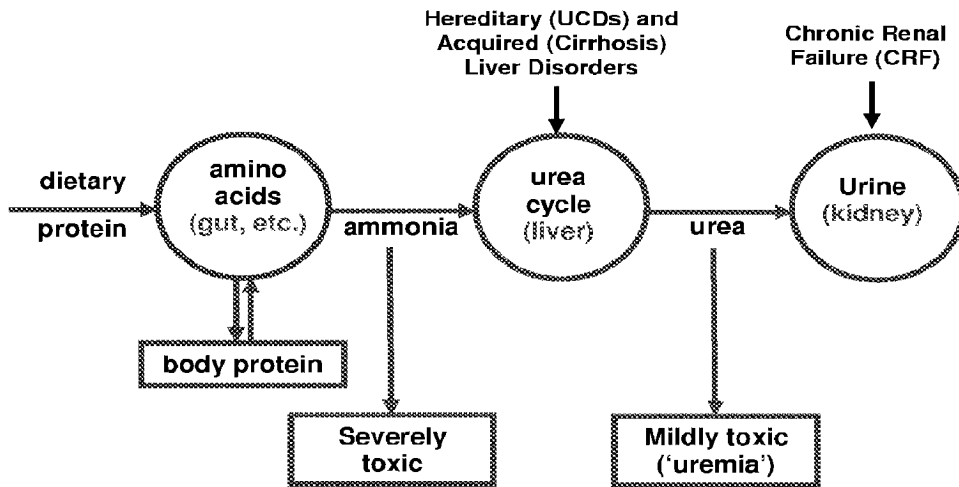 Hereditary (UCDs) and
Acquired (Cirrhosis)
Liver Disorders
Chronic Renal
Failure (CRF)
dietary
protein
amino
acids
(gut, etc.)
ammonia
urea
cycle
(liver)
urea
Urine
(kidney)
body protein
Severely
toxic
Mildly toxic
(‘uremia’)